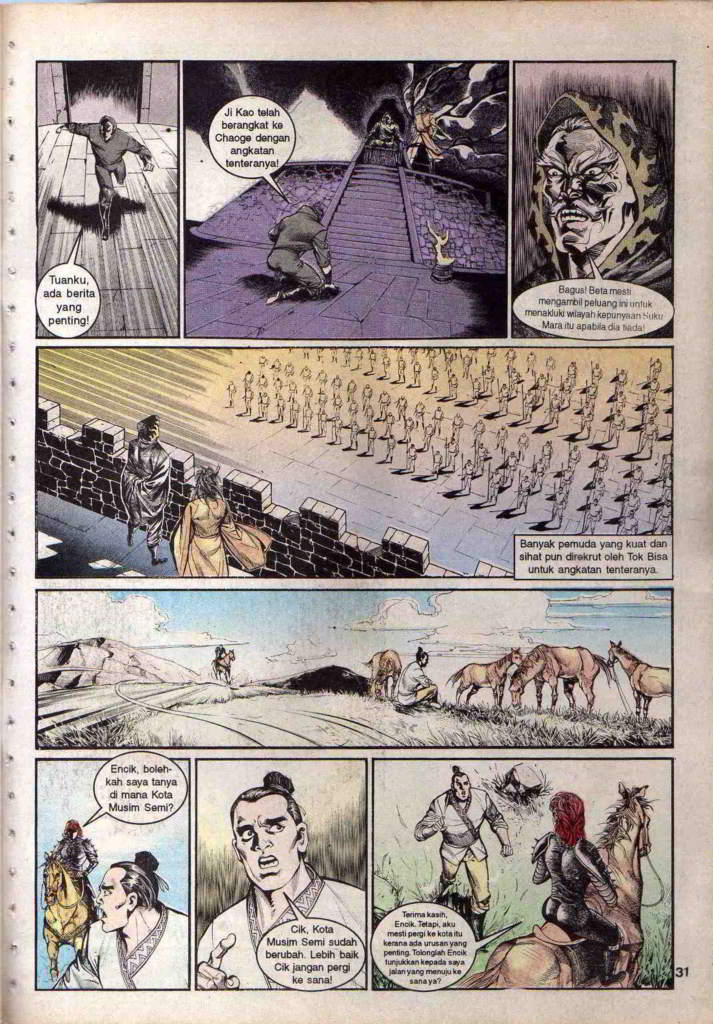 Tuanku,
ada berita
yang
penting!
Ji Kao telah
berangkat ke
Chaoge dengan
angkatan
tenteranya!
Bagus! Beta mesti
mengambil peluang ini untuk
menakluki wilayah kepunyaan Suku
Mara itu apabila dia tiada!
Banyak pemuda yang kuat dan
sihat pun direkrut oleh Tok Bisa
untuk angkatan tenteranya.
Encik, boleh-
kah saya tanya
di mana Kota
Musim Semi?
Cik, Kota
Musim Semi sudah
berubah. Lebih baik
Cik jangan pergi
ke sana!
Terima kasih,
Encik. Tetapi, aku
mesti pergi ke kota itu
kerana ada urusan yang
penting. Tolonglah Encik
tunjukkan kepada saya
jalan yang menuju ke
sana ya?
31